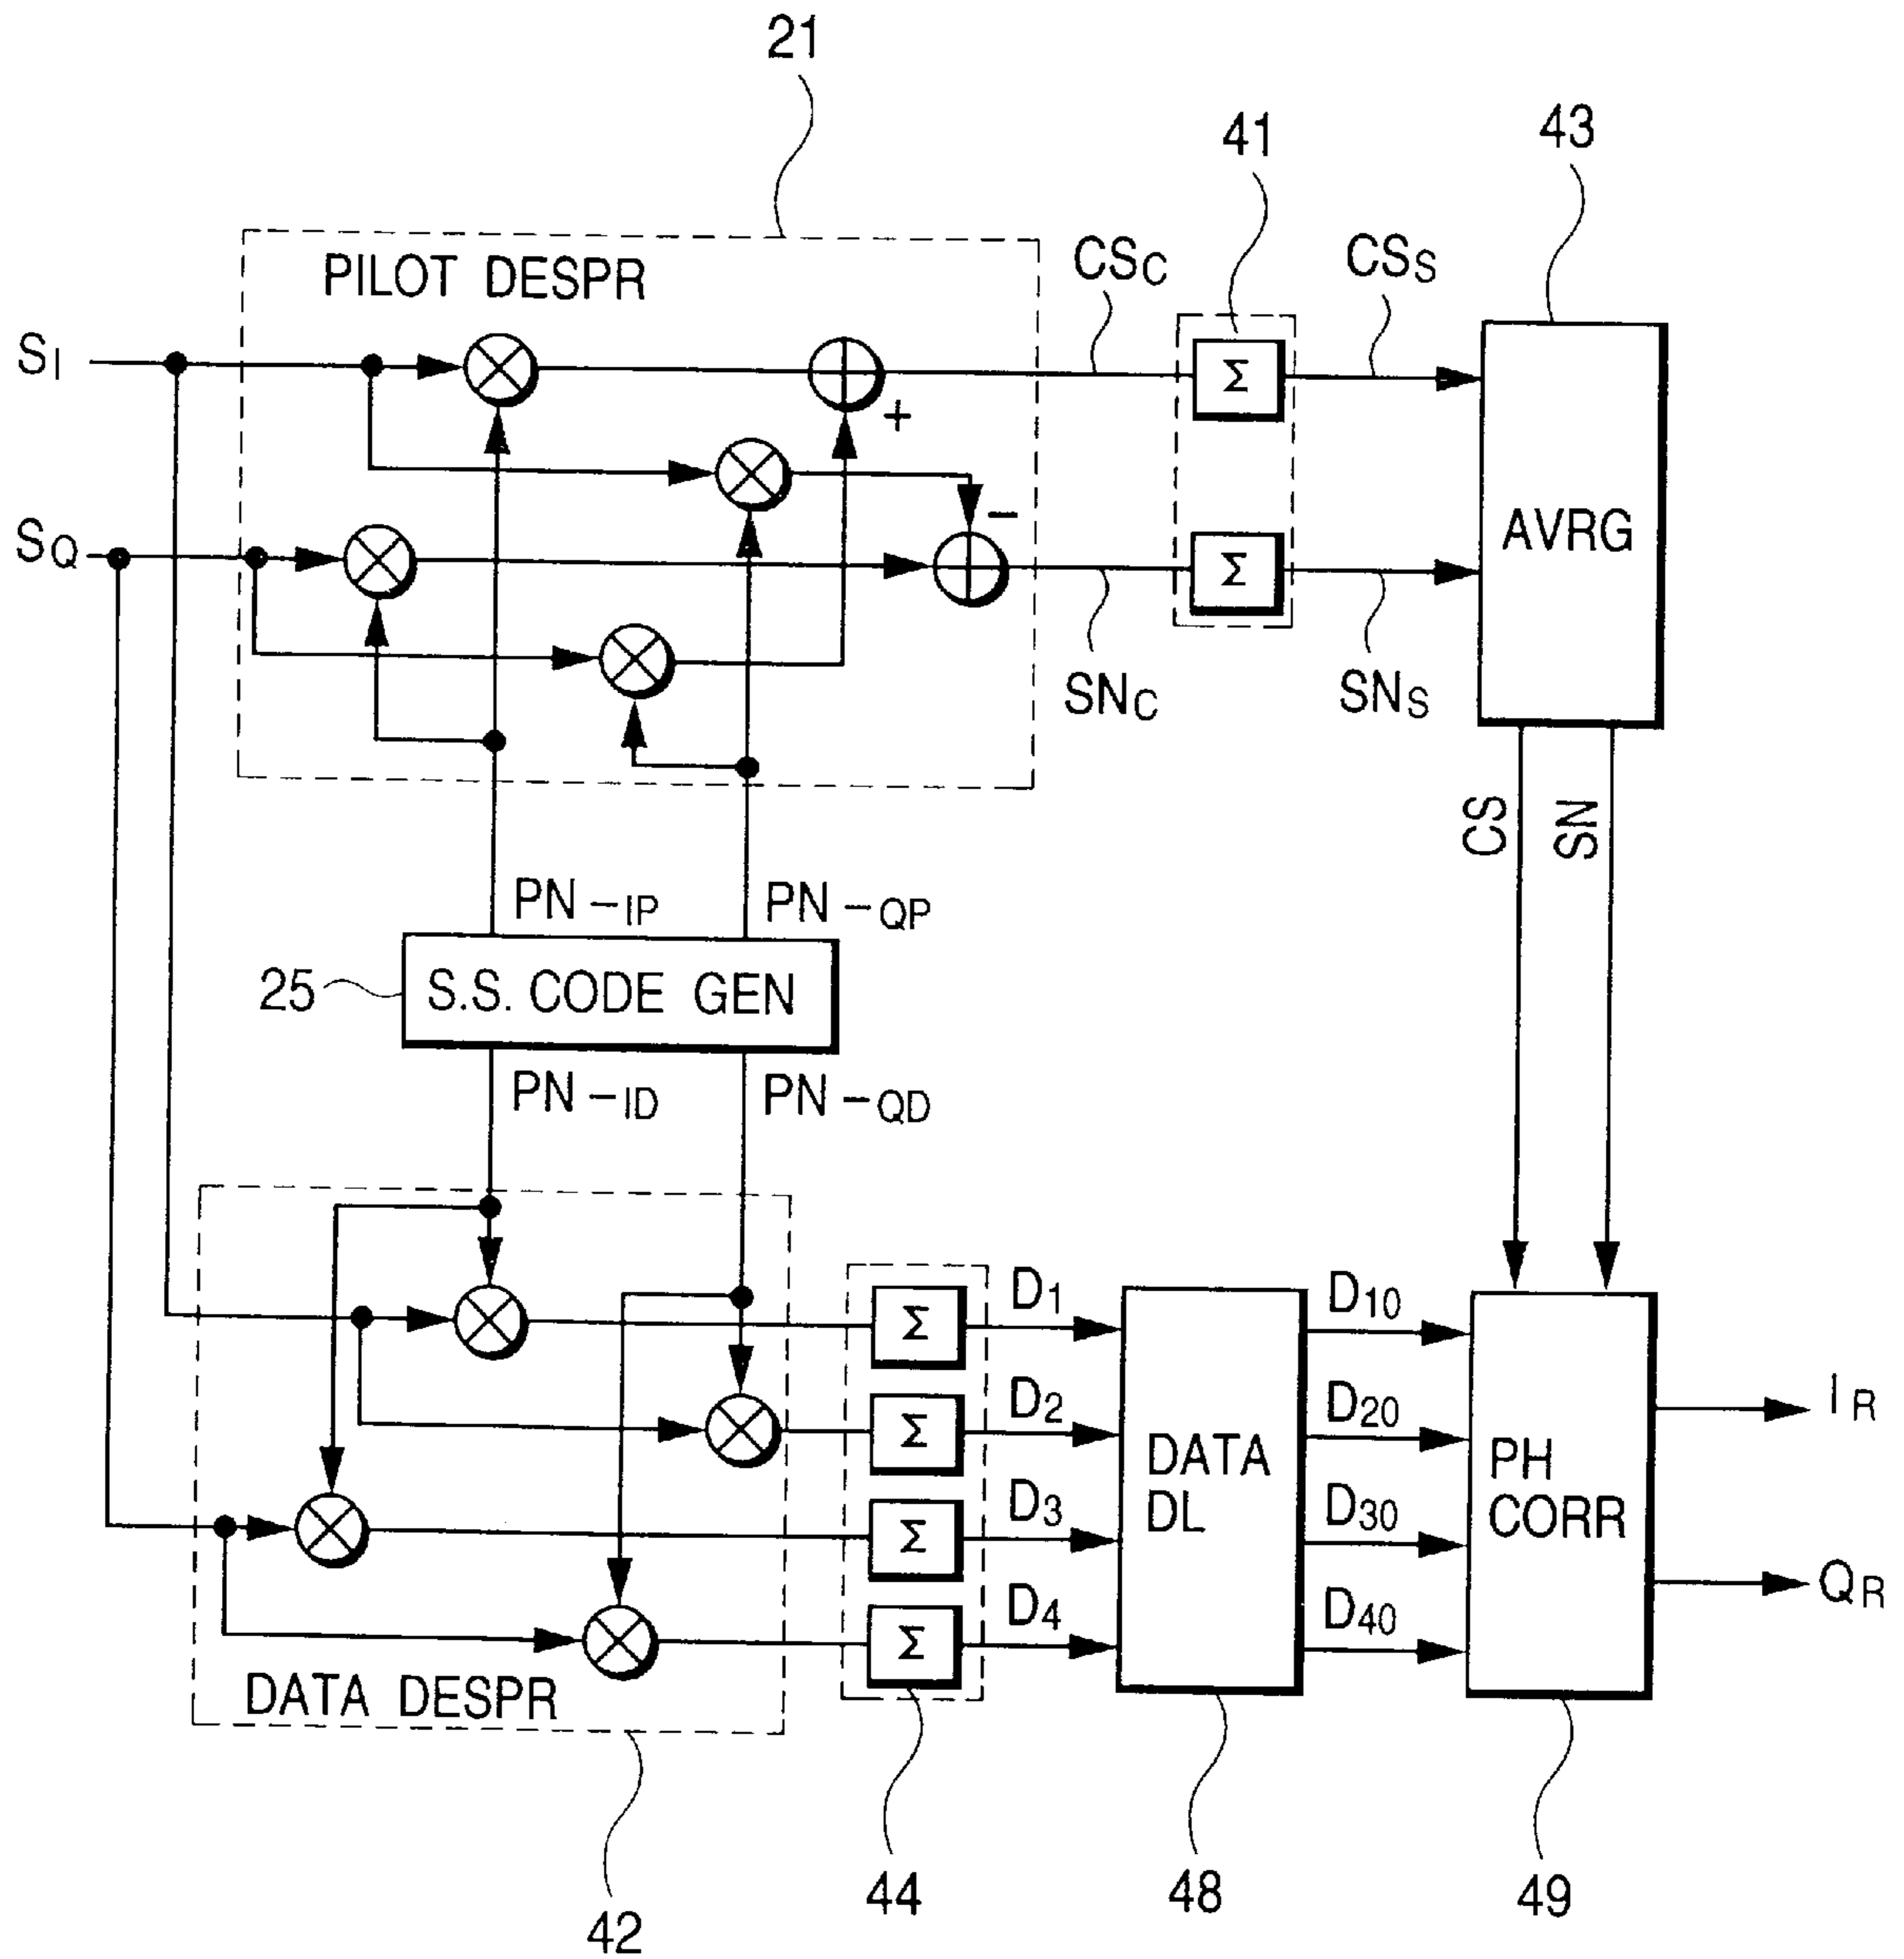 21
41
43
PILOT DESPR
CSC
CSS
SI
Σ
+
AVRG
−
SQ
Σ
SNC
SNS
CS
SN
PN-IP
PN-QP
25
S.S. CODE GEN
PN-ID
PN-QD
Σ
D1
D10
Σ
D2
D20
IR
DATA
DL
PH
CORR
Σ
D3
D30
QR
Σ
D4
D40
DATA DESPR
42
44
48
49